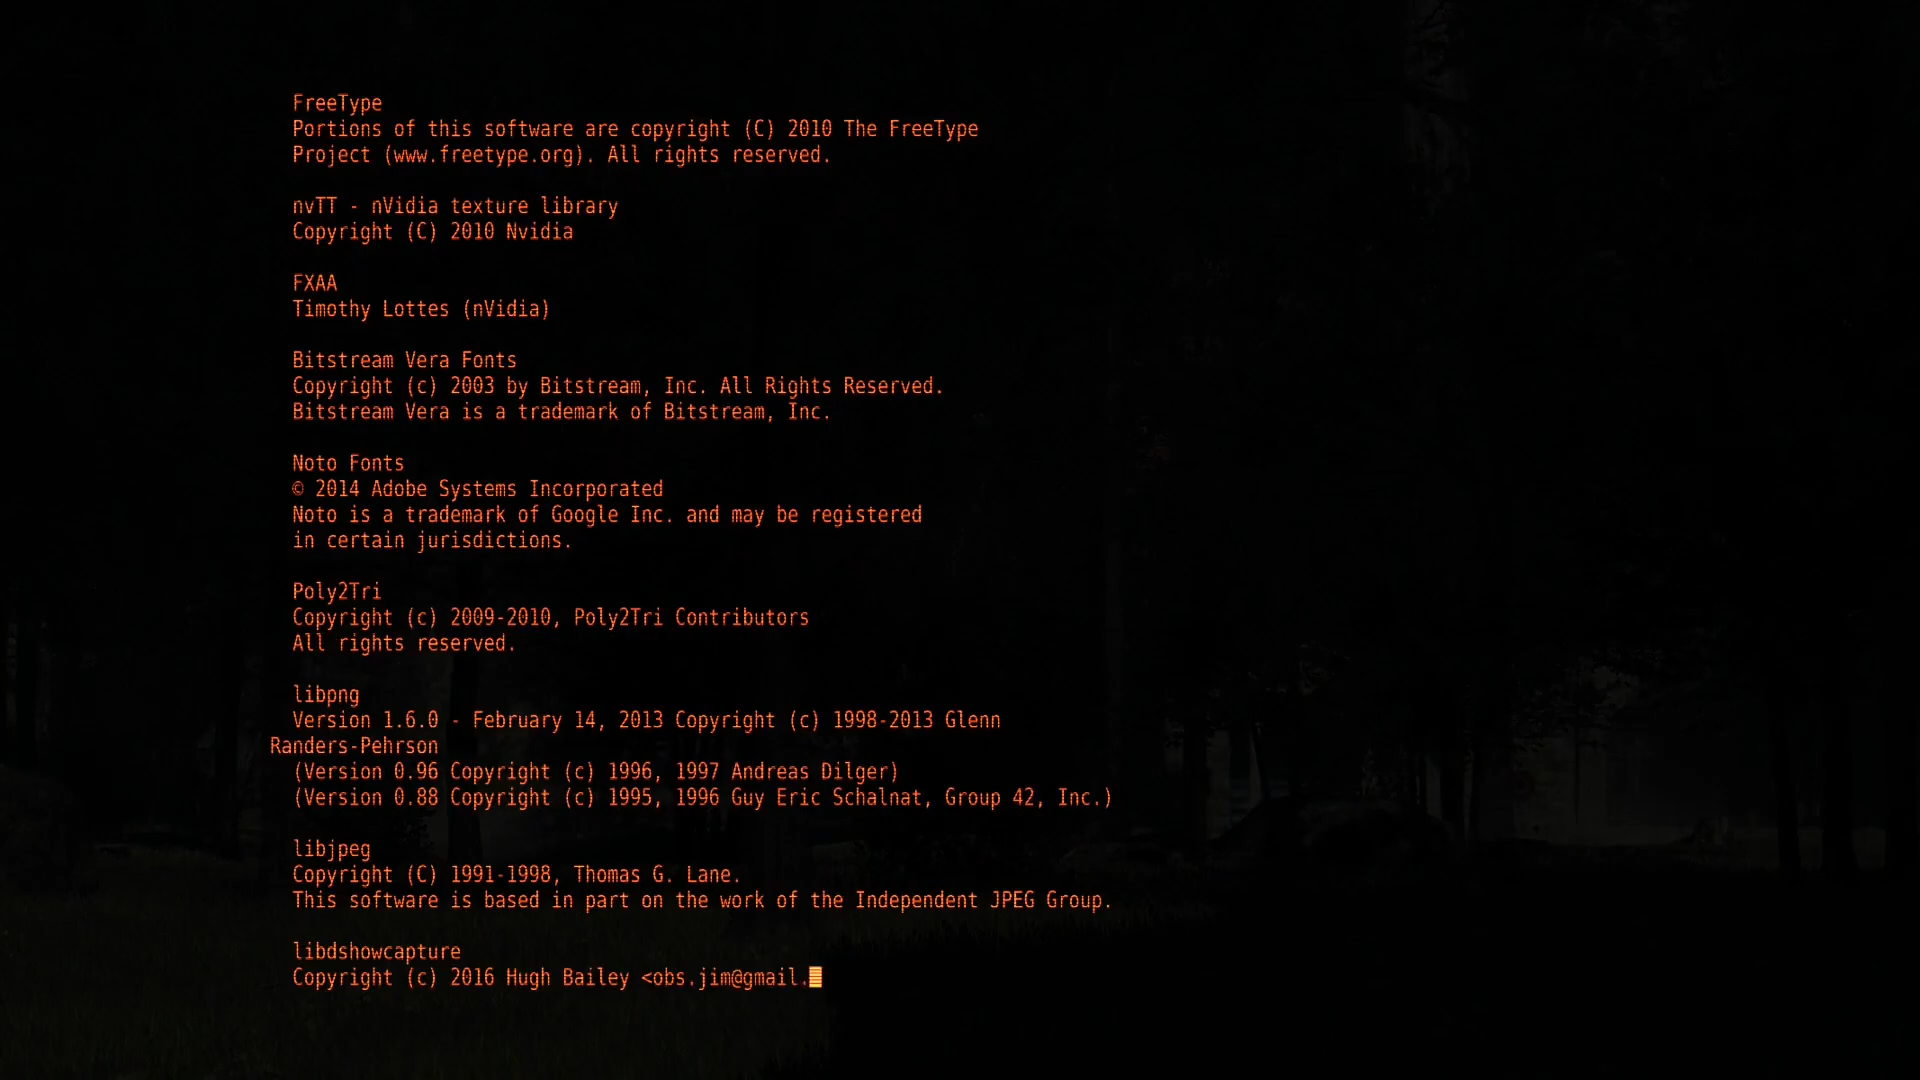 FreeType
Portions of this software are copyright (C) 2010 The FreeType
Project (www.freetype.org). All rights reserved.
nvTT - nVidia texture library
Copyright (C) 2010 Nvidia
FXAA
Timothy Lottes (nVidia)
Bitstream Vera Fonts
Copyright (c) 2003 by Bitstream, Inc. All Rights Reserved.
Bitstream Vera is a trademark of Bitstream, Inc.
Noto Fonts
© 2014 Adobe Systems Incorporated
Noto is a trademark of Google Inc. and may be registered
in certain jurisdictions.
Poly2Tri
Copyright (c) 2009-2010, Poly2Tri Contributors
All rights reserved.
libpng
Version 1.6.0 - February 14, 2013 Copyright (c) 1998-2013 Glenn
Randers-Pehrson
(Version 0.96 Copyright (c) 1996, 1997 Andreas Dilger)
(Version 0.88 Copyright (c) 1995, 1996 Guy Eric Schalnat, Group 42, Inc.)
libjpeg
Copyright (C) 1991-1998, Thomas G. Lane.
This software is based in part on the work of the Independent JPEG Group.
libdshowcapture
Copyright (c) 2016 Hugh Bailey <obs.jim@gmail.